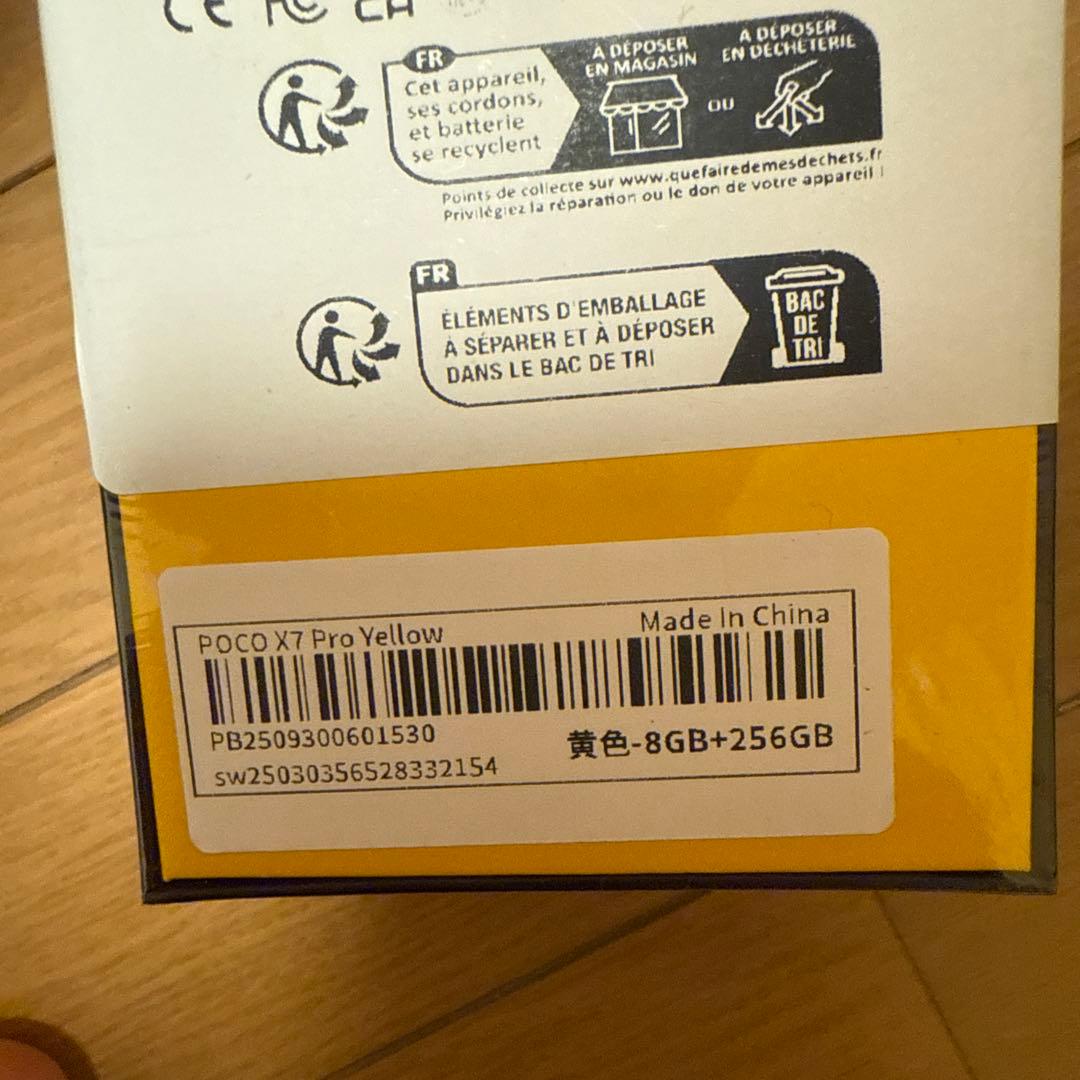 FR
Cet appareil,
ses cordons,
et batterie
se recyclent
À DÉPOSER
EN MAGASIN
OU
À DÉPOSER
EN DÉCHÈTERIE
Points de collecte sur www.quefairedemesdechets.fr
Privilégiez la réparation ou le don de votre appareil !
FR
ÉLÉMENTS D'EMBALLAGE
À SÉPARER ET À DÉPOSER
DANS LE BAC DE TRI
BAC
DE
TRI
POCO X7 Pro Yellow
Made In China
PB2509300601530
黄色-8GB+256GB
sw25030356528332154